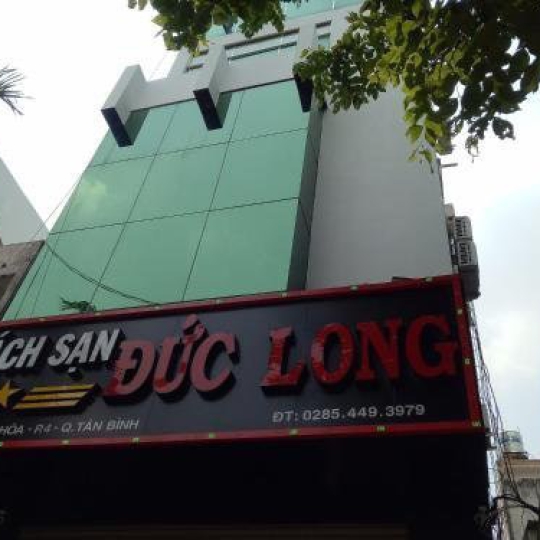 ÁCH SẠN
ĐỨC LONG
ĐT: 0285.449.3979
HÒA - P.4 - Q.TÂN BÌNH